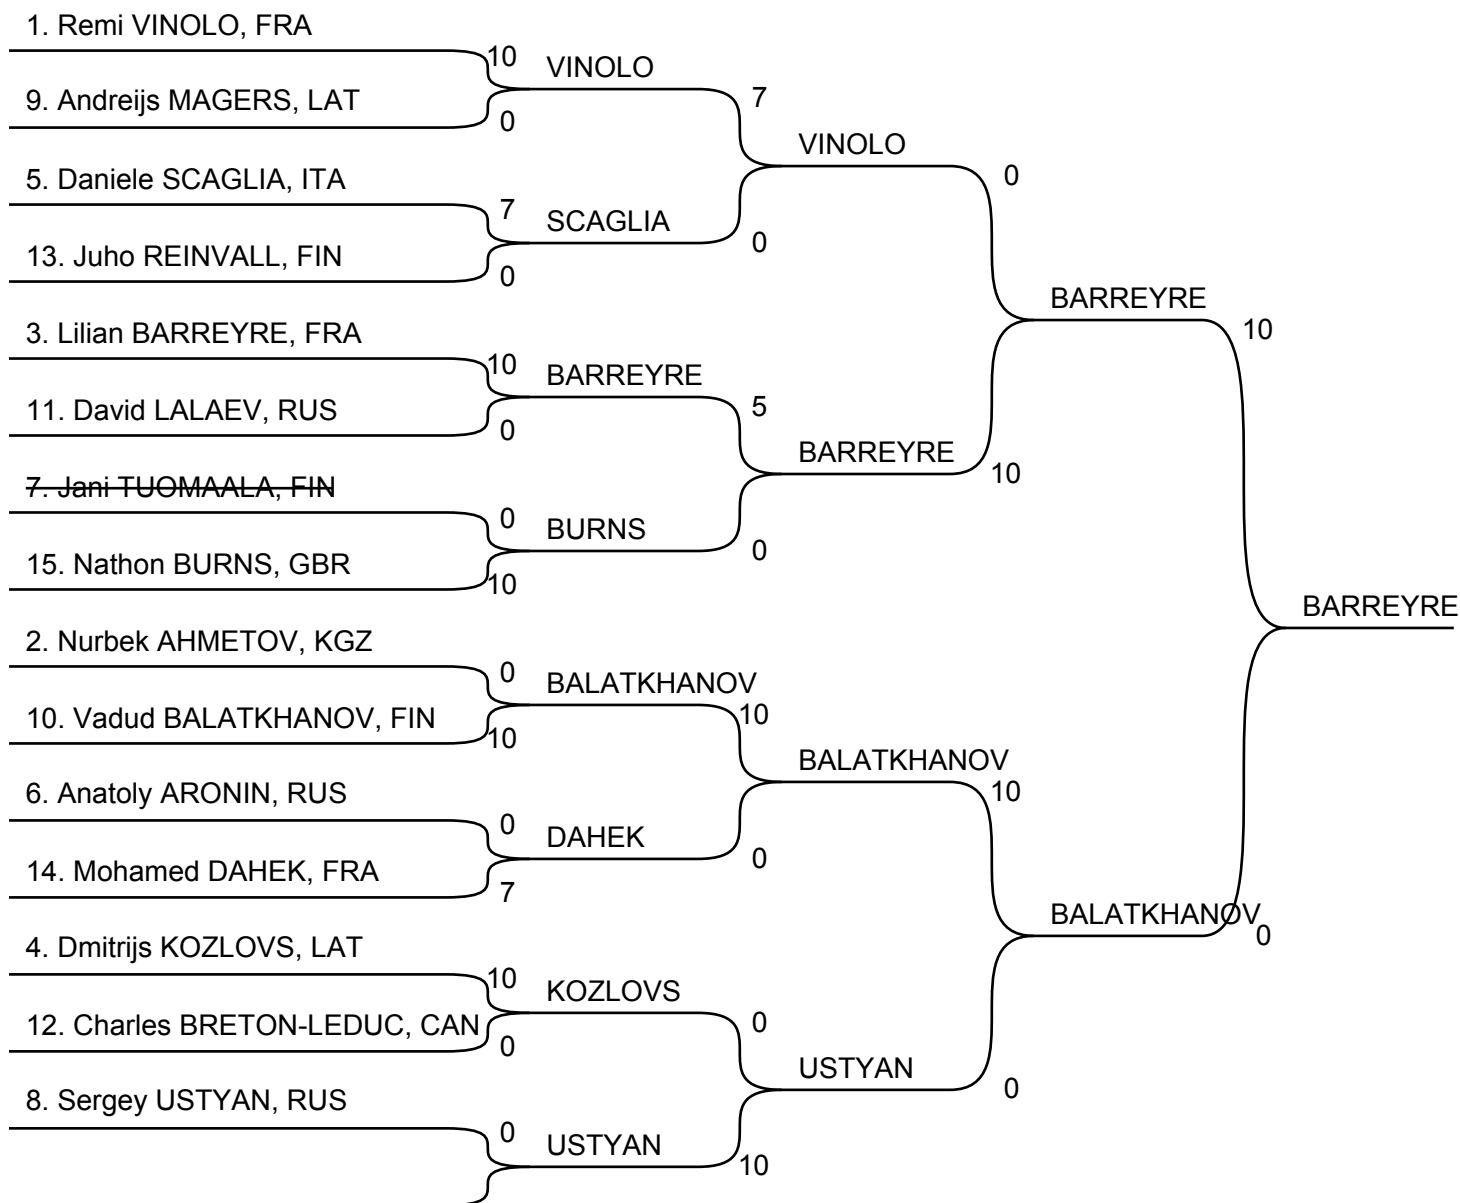 1. Remi VINOLO, FRA
10
VINOLO
9. Andreijs MAGERS, LAT
0
7
VINOLO
0
5. Daniele SCAGLIA, ITA
7
SCAGLIA
0
13. Juho REINVALL, FIN
0
BARREYRE
10
3. Lilian BARREYRE, FRA
10
BARREYRE
5
11. David LALAEV, RUS
0
BARREYRE
10
7. Jani TUOMAALA, FIN
0
BURNS
0
15. Nathon BURNS, GBR
10
BARREYRE
2. Nurbek AHMETOV, KGZ
0
BALATKHANOV
10
10. Vadud BALATKHANOV, FIN
10
BALATKHANOV
10
6. Anatoly ARONIN, RUS
0
DAHEK
0
14. Mohamed DAHEK, FRA
7
BALATKHANOV
0
4. Dmitrijs KOZLOVS, LAT
10
KOZLOVS
0
12. Charles BRETON-LEDUC, CAN
0
USTYAN
0
8. Sergey USTYAN, RUS
0
USTYAN
10